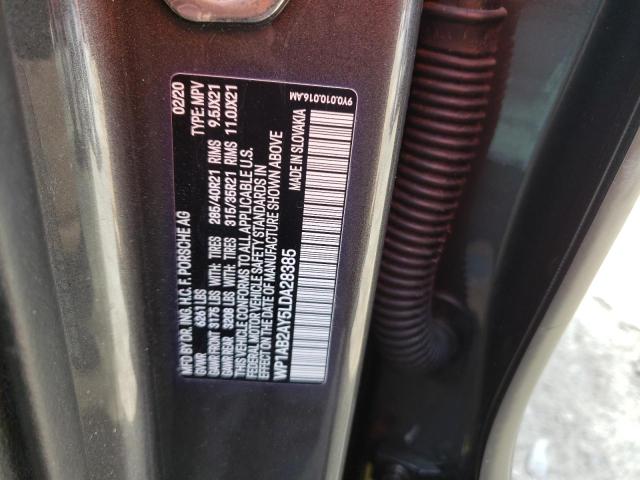 MFD BY DR. ING. H.C. F. PORSCHE AG 02/20
GVWR 6261 LBS TYPE: MPV
GAWR FRONT 3175 LBS WITH: TIRES 285/40R21 RIMS 9.5JX21
GAWR REAR 3208 LBS WITH: TIRES 315/35R21 RIMS 11.0JX21
THIS VEHICLE CONFORMS TO ALL APPLICABLE U.S.
FEDERAL MOTOR VEHICLE SAFETY STANDARDS IN
EFFECT ON THE DATE OF MANUFACTURE SHOWN ABOVE
WP1AB2AY5LDA28385 MADE IN SLOVAKIA
9Y0.010.016.AM